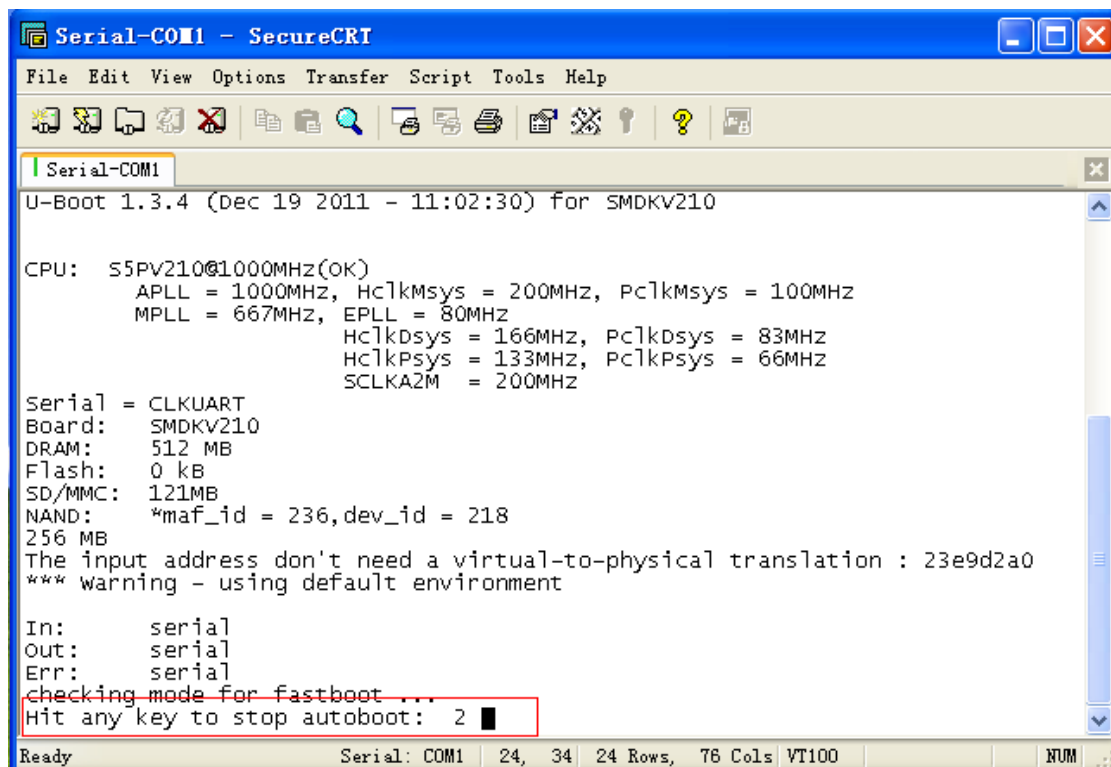 Serial-COM1 - SecureCRT
File Edit View Options Transfer Script Tools Help
Serial-COM1
U-Boot 1.3.4 (Dec 19 2011 - 11:02:30) for SMDKV210
CPU: S5PV210@1000MHz(OK)
APLL = 1000MHz, HclkMsys = 200MHz, PclkMsys = 100MHz
MPLL = 667MHz, EPLL = 80MHz
HclkDsys = 166MHz, PclkDsys = 83MHz
HclkPsys = 133MHz, PclkPsys = 66MHz
SCLKA2M = 200MHz
Serial = CLKUART
Board: SMDKV210
DRAM: 512 MB
Flash: 0 kB
SD/MMC: 121MB
NAND: *maf_id = 236,dev_id = 218
256 MB
The input address don't need a virtual-to-physical translation : 23e9d2a0
*** Warning - using default environment
In: serial
Out: serial
Err: serial
checking mode for fastboot ...
Hit any key to stop autoboot: 2
Ready Serial: COM1 24, 34 24 Rows, 76 Cols VT100 NUM